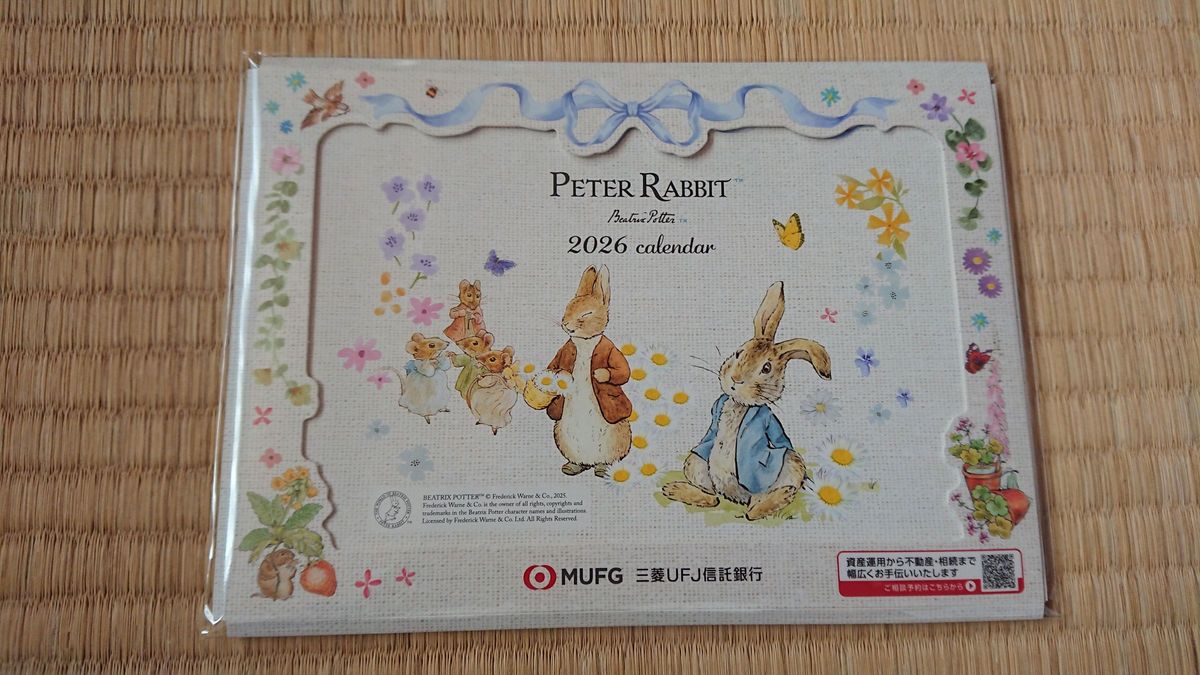 PETER RABBIT™
Beatrix Potter™
2026 calendar
BEATRIX POTTER™ © Frederick Warne & Co., 2025.
Frederick Warne & Co. is the owner of all rights, copyrights and
trademarks in the Beatrix Potter character names and illustrations.
Licensed by Frederick Warne & Co. Ltd. All Rights Reserved.
MUFG 三菱UFJ信託銀行
資産運用から不動産・相続まで
幅広くお手伝いいたします
ご相談予約はこちらから